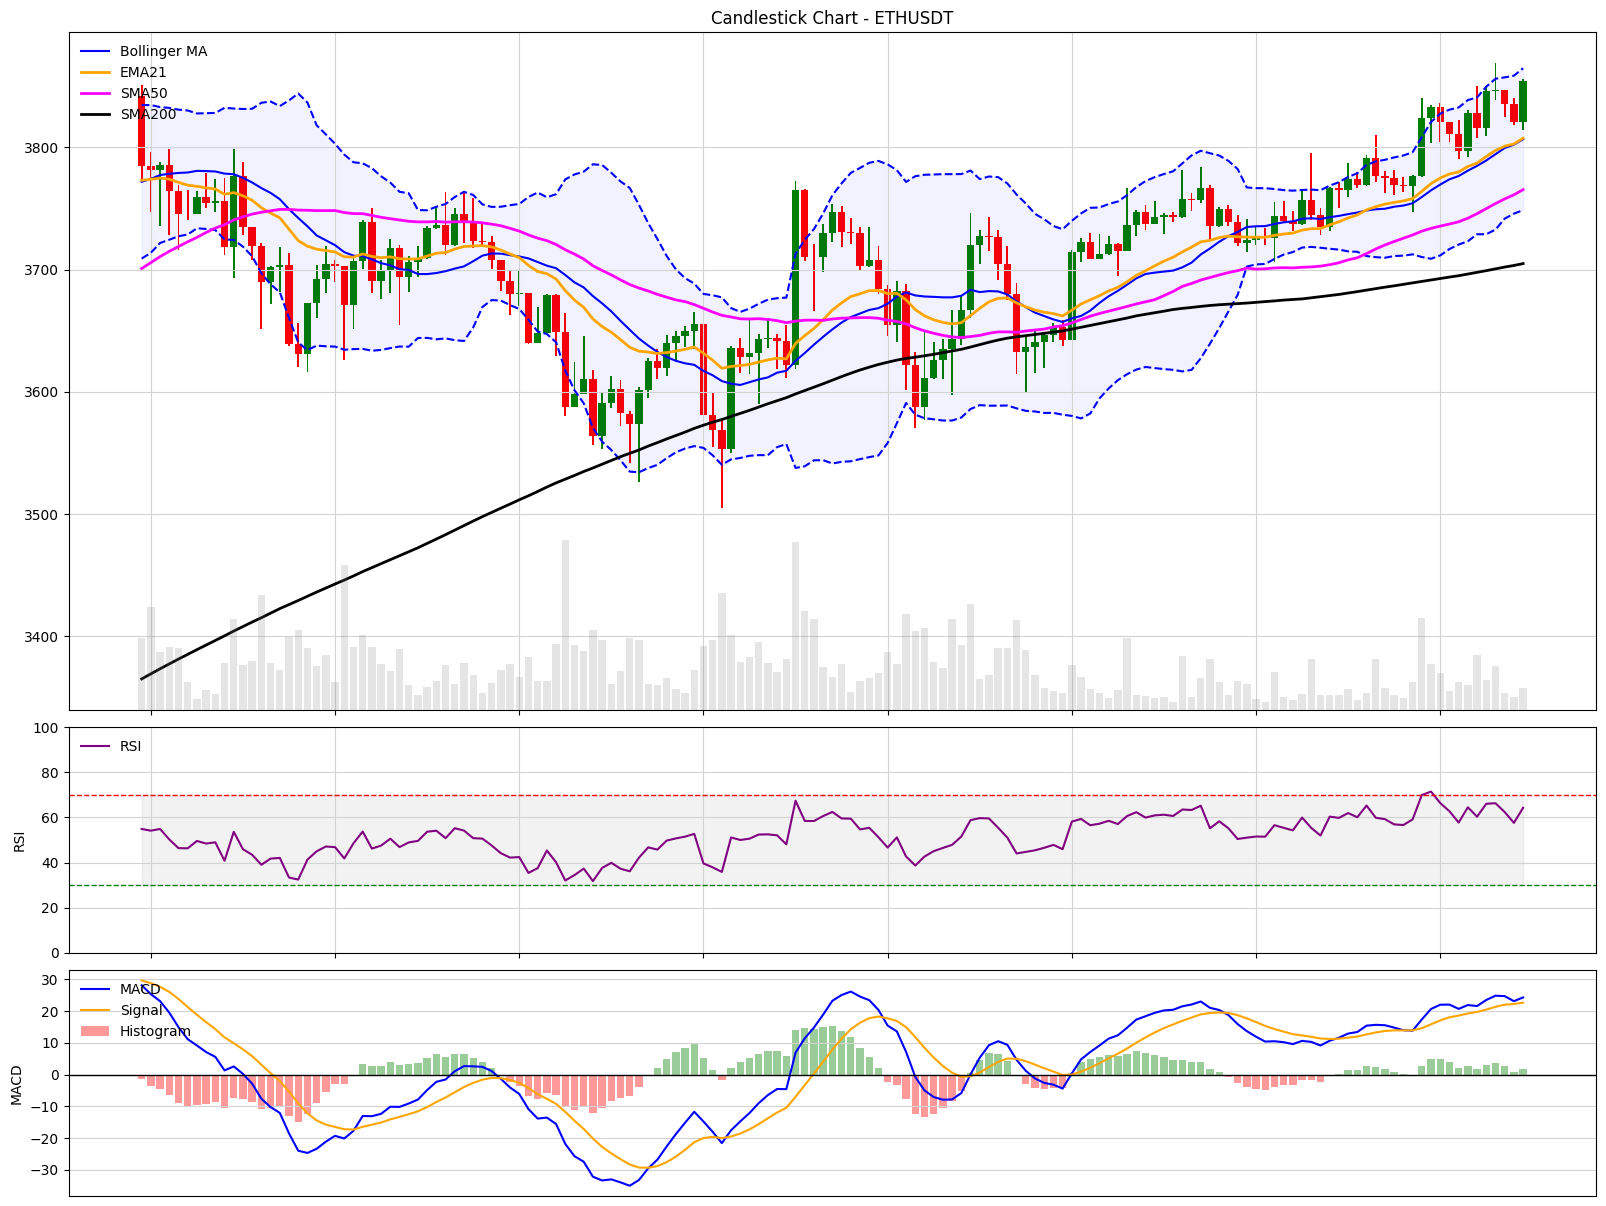 Candlestick Chart - ETHUSDT
Bollinger MA
EMA21
SMA50
SMA200
3800
3700
3600
3500
3400
RSI
100
80
60
40
20
0
RSI
MACD
Signal
Histogram
30
20
10
0
−10
−20
−30
MACD